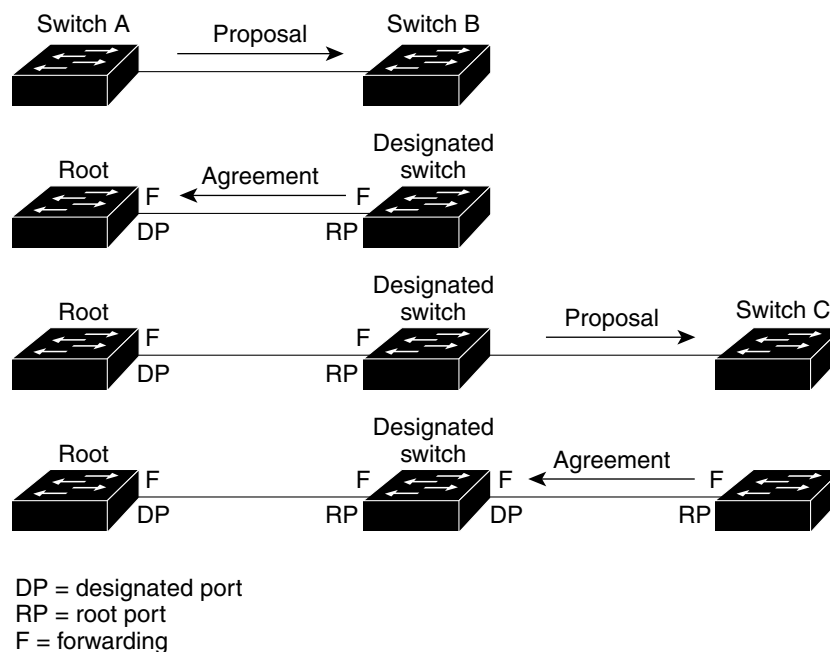 Switch A
Proposal
Switch B
Designated
switch
Root
F
Agreement
F
DP
RP
Designated
switch
Root
F
F
Proposal
Switch C
DP
RP
Designated
switch
Root
F
F
F
Agreement
F
DP
RP
DP
RP
DP = designated port
RP = root port
F = forwarding